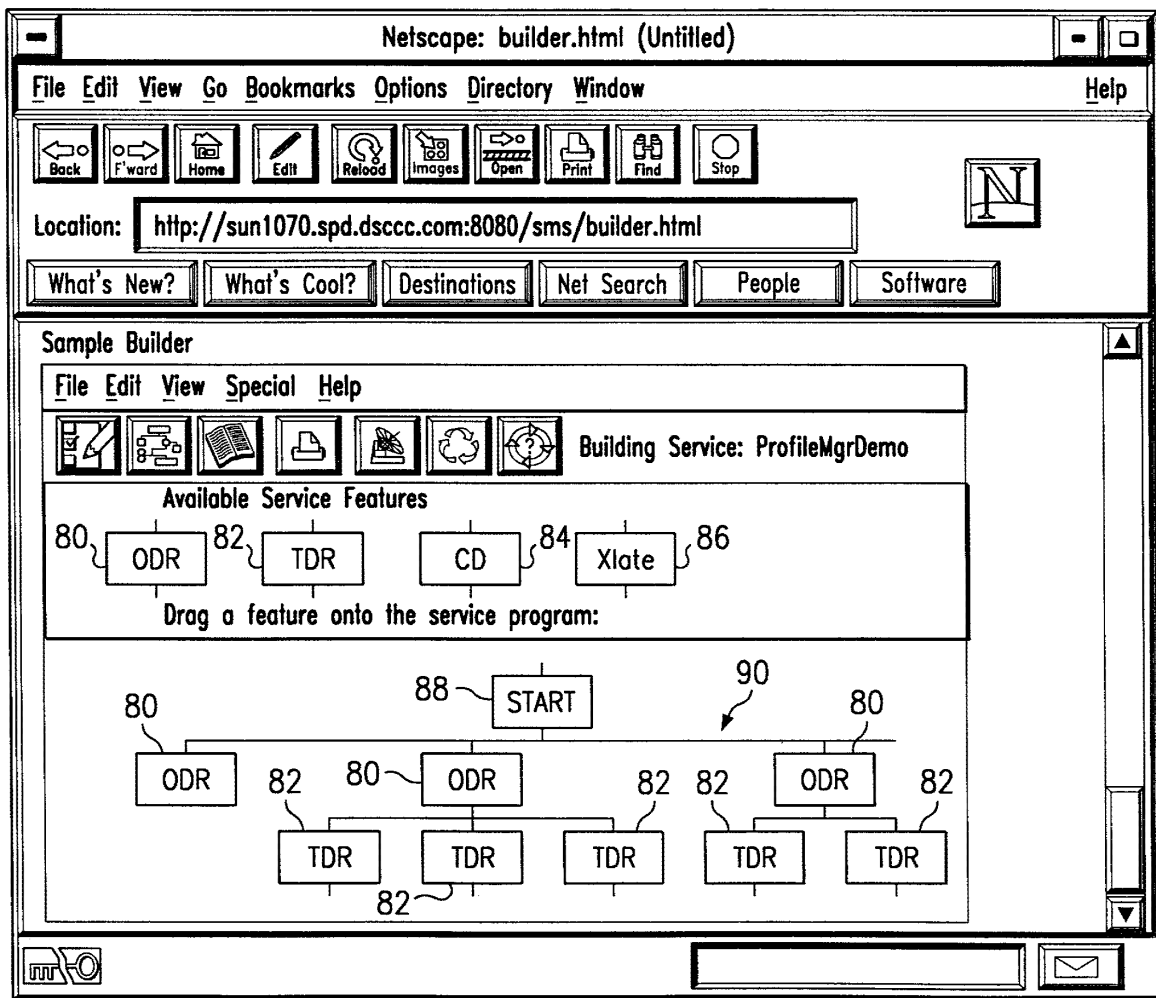 Netscape: builder.html (Untitled)
File Edit View Go Bookmarks Options Directory Window Help
Back F'ward Home Edit Reload Images Open Print Find Stop
N
Location: http://sun1070.spd.dsccc.com:8080/sms/builder.html
What's New? What's Cool? Destinations Net Search People Software
Sample Builder
File Edit View Special Help
? Building Service: ProfileMgrDemo
Available Service Features
80 ODR 82 TDR CD 84 Xlate 86
Drag a feature onto the service program:
88 START 90
80 80
ODR 80 ODR ODR
82 82 82 82
TDR TDR TDR TDR TDR
82